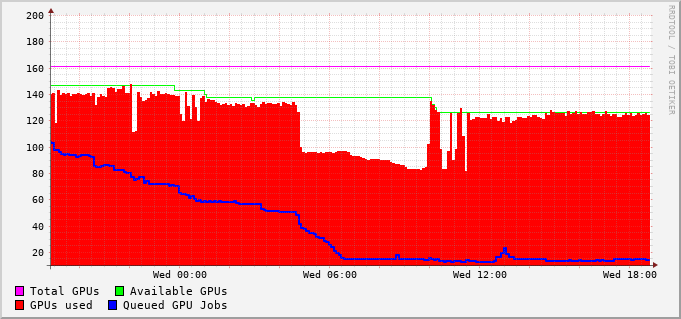 200
180
160
140
120
100
80
60
40
20
Wed 00:00 Wed 06:00 Wed 12:00 Wed 18:00
Total GPUs Available GPUs
GPUs used Queued GPU Jobs
RRDTOOL / TOBI OETIKER